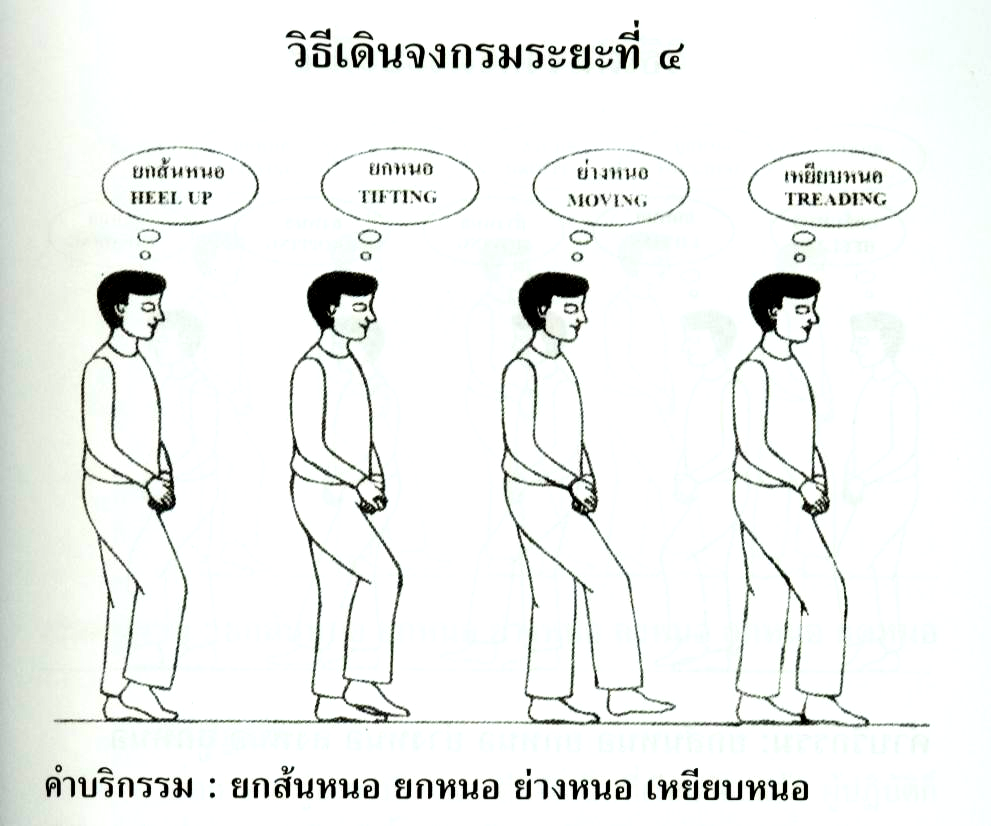 วิธีเดินจงกรมระยะที่ ๔
ยกส้นหนอ
HEEL UP
ยกหนอ
TIFTING
ย่างหนอ
MOVING
เหยียบหนอ
TREADING
คำบริกรรม : ยกส้นหนอ ยกหนอ ย่างหนอ เหยียบหนอ